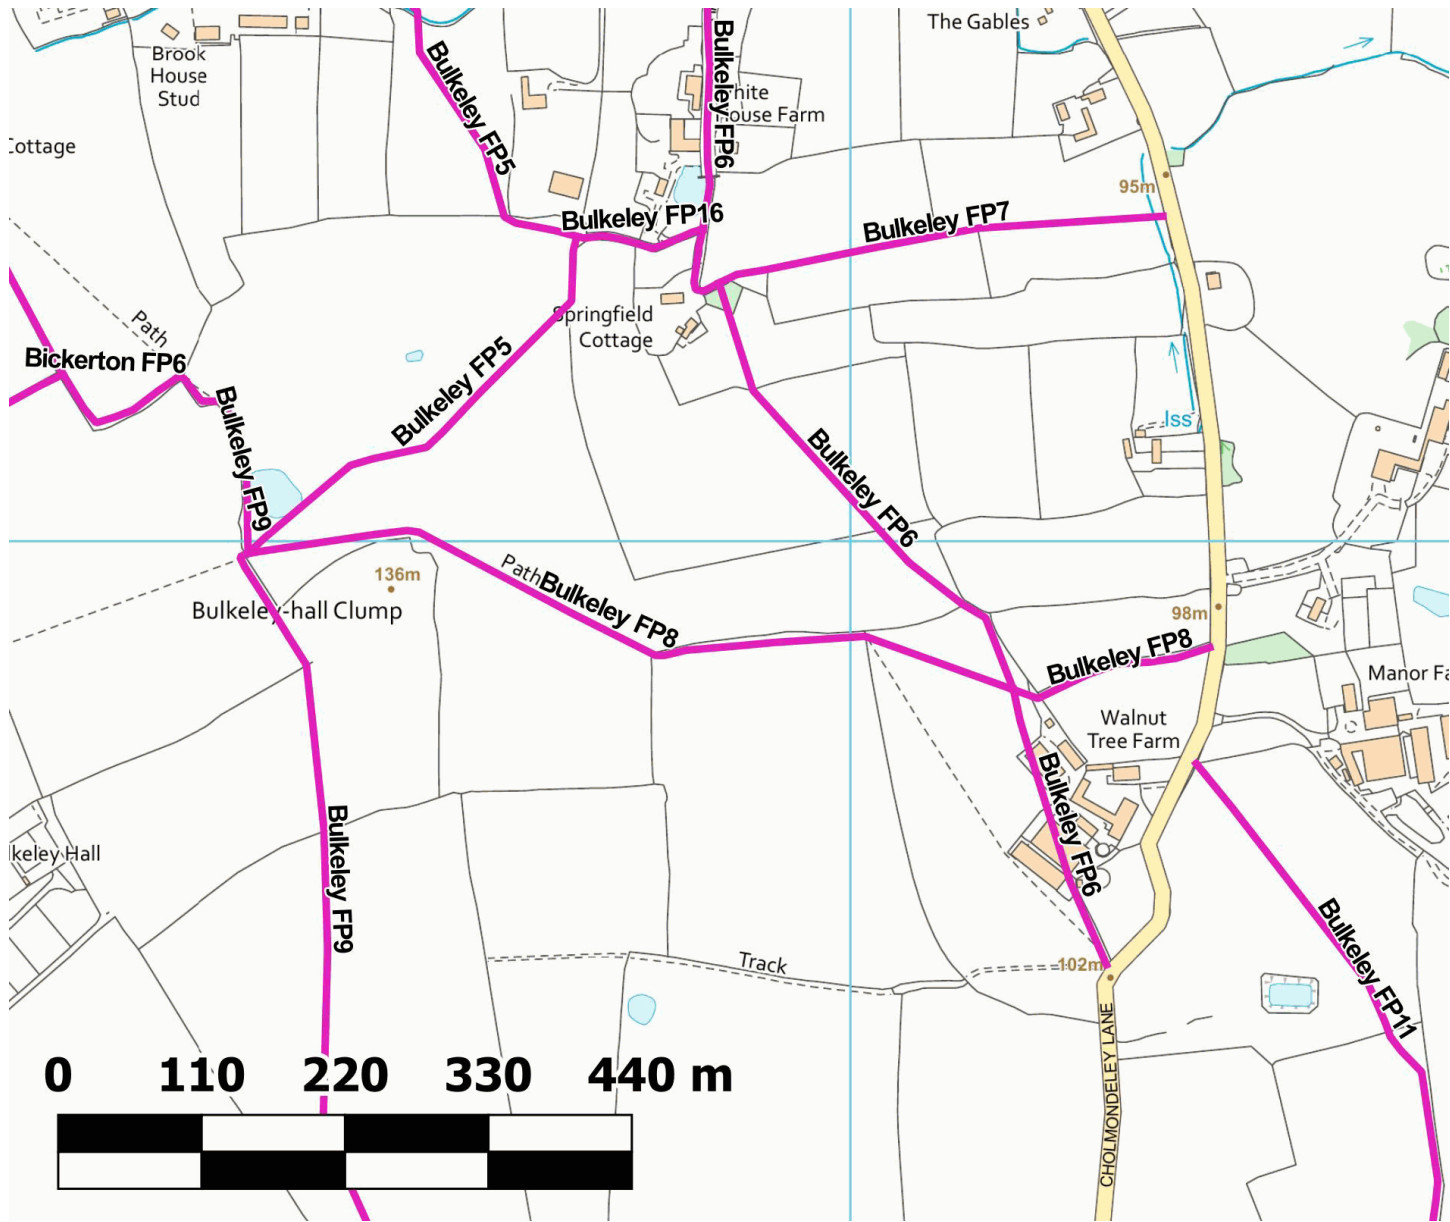 The Gables
Brook
House
Stud
Bulkeley FP5
Bulkeley FP6
hite
ouse Farm
Cottage
95m
Bulkeley FP16
Bulkeley FP7
Path
Springfield
Cottage
Bickerton FP6
Bulkeley FP9
Bulkeley FP5
Iss
Bulkeley FP6
136m
Path
Bulkeley FP8
Bulkeley-hall Clump
98m
Bulkeley FP8
Manor Fa
Walnut
Tree Farm
Bulkeley FP6
lkeley Hall
Bulkeley FP9
Bulkeley FP11
Track
102m
CHOLMONDELEY LANE
0 110 220 330 440 m